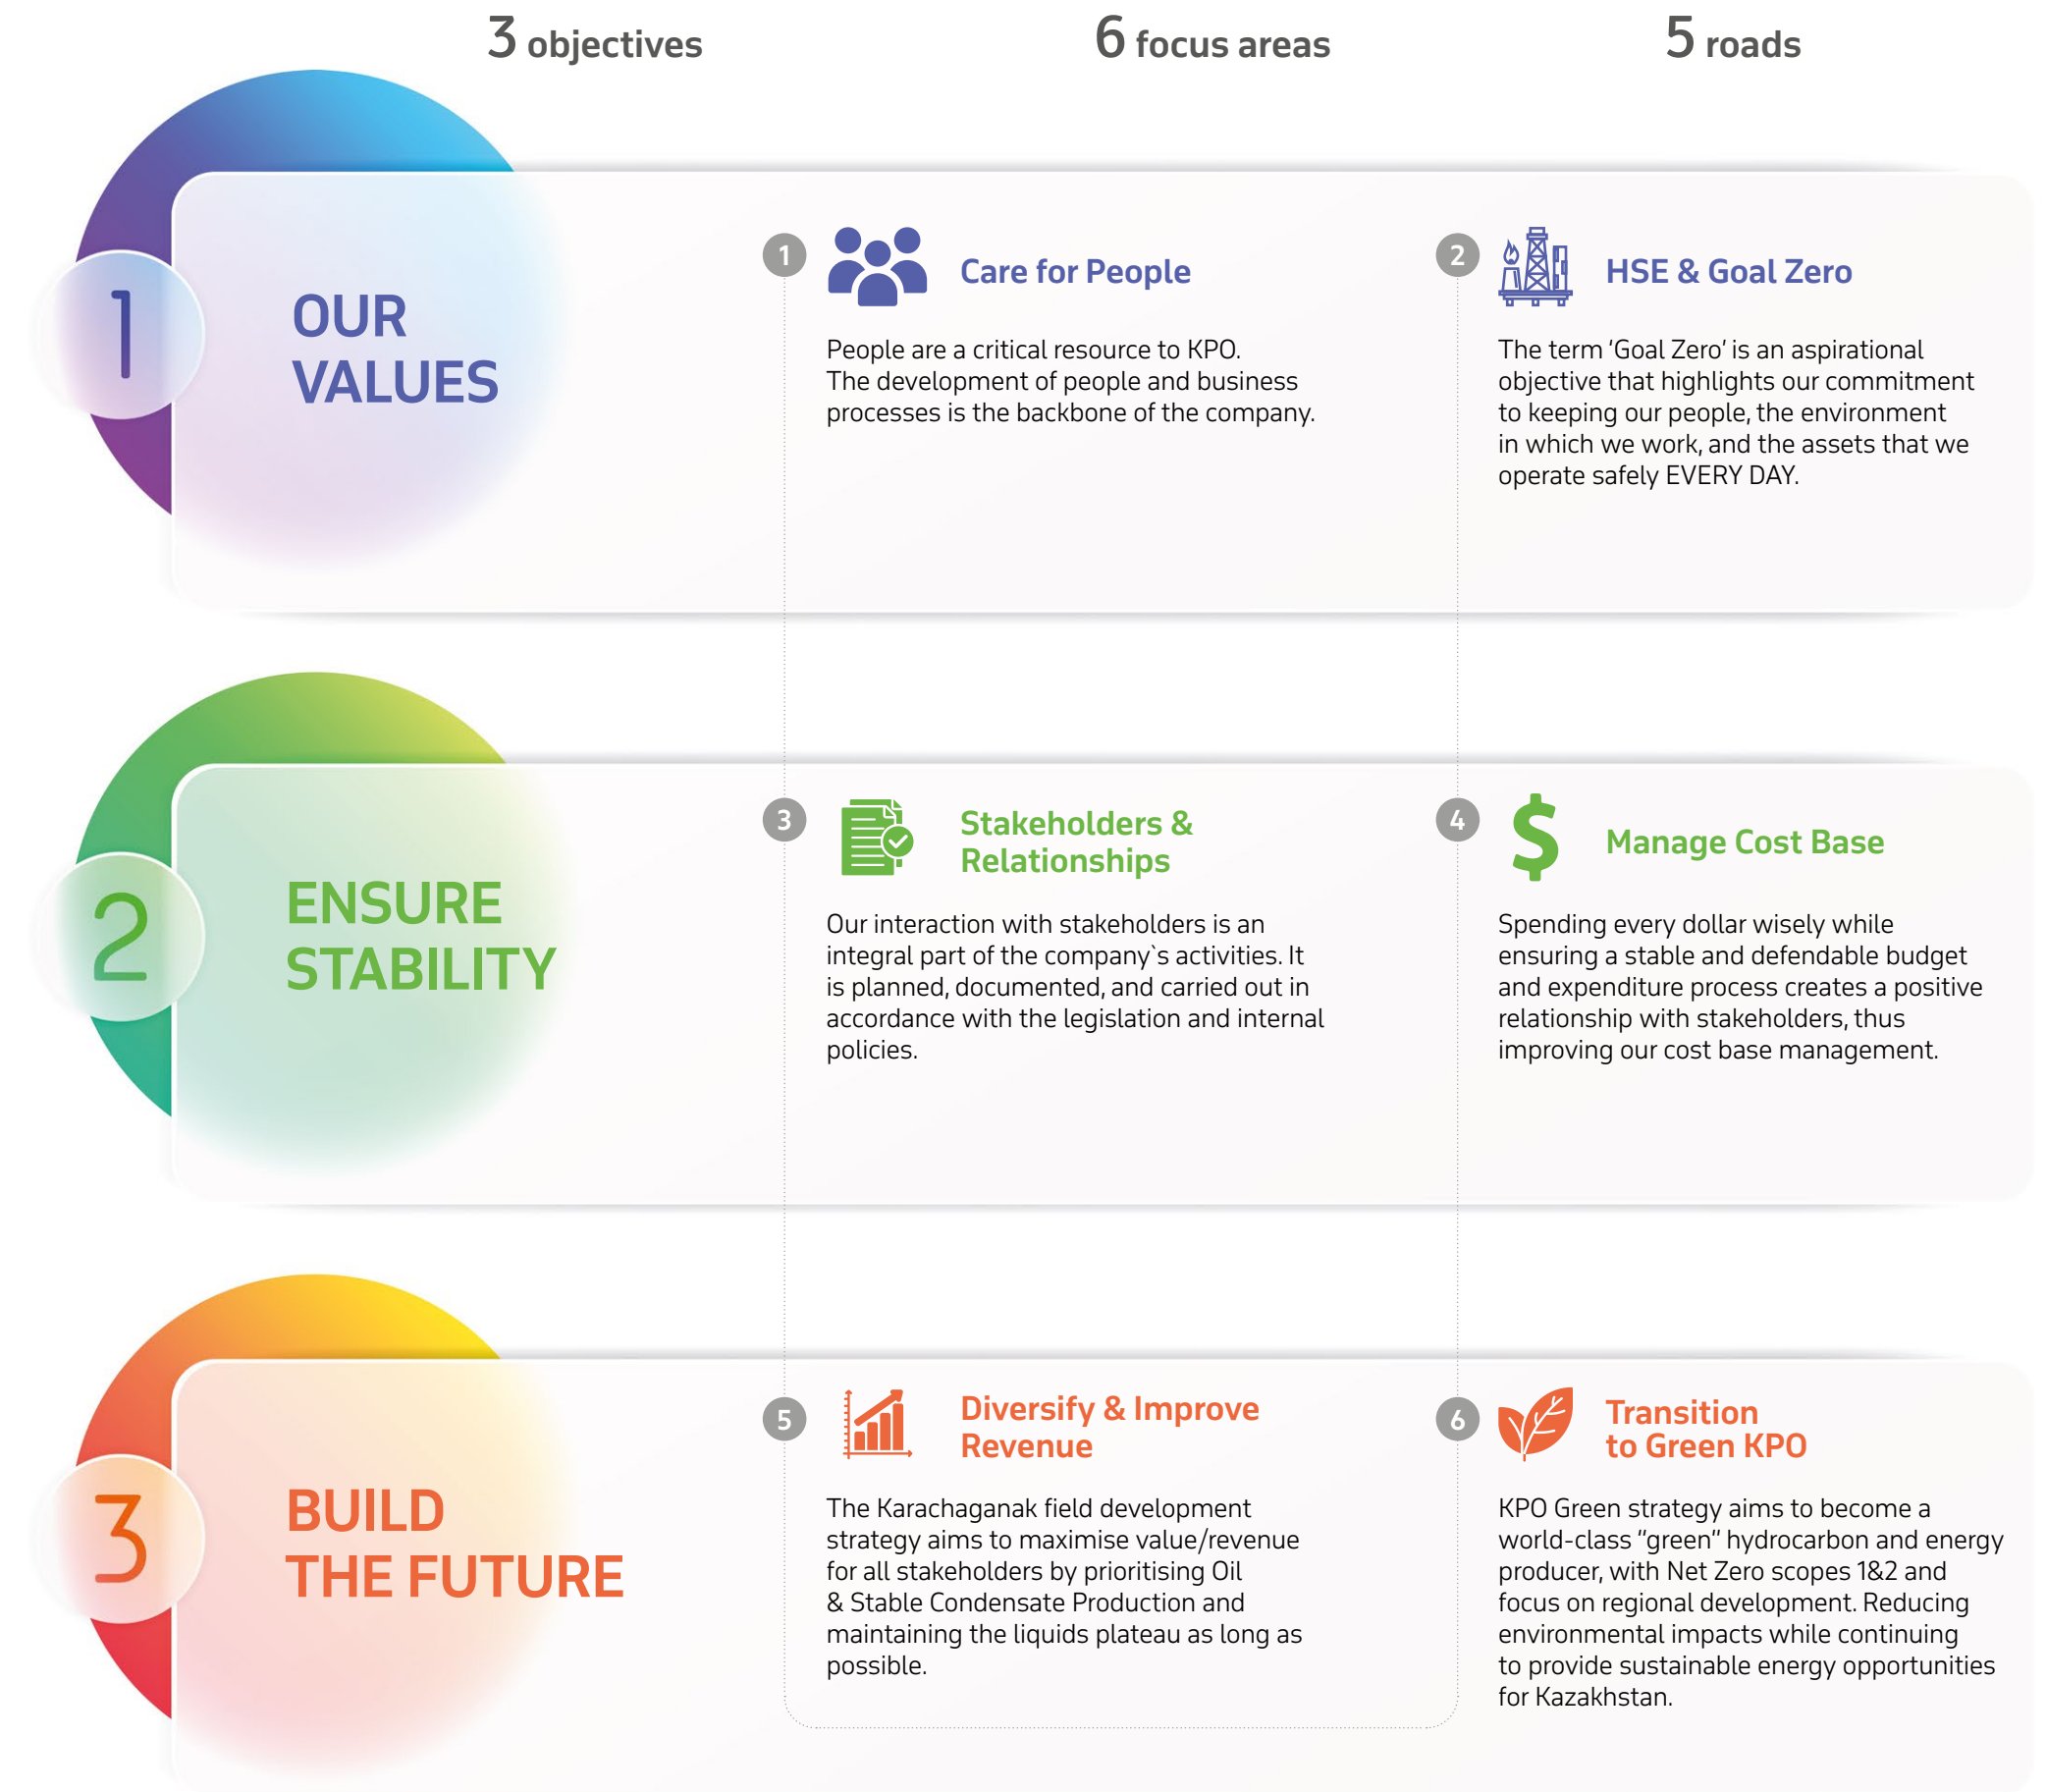 3 objectives
6 focus areas
5 roads
1
OUR
VALUES
1
Care for People
People are a critical resource to KPO.
The development of people and business
processes is the backbone of the company.
2
HSE & Goal Zero
The term ‘Goal Zero’ is an aspirational
objective that highlights our commitment
to keeping our people, the environment
in which we work, and the assets that we
operate safely EVERY DAY.
2
ENSURE
STABILITY
3
Stakeholders &
Relationships
Our interaction with stakeholders is an
integral part of the company`s activities. It
is planned, documented, and carried out in
accordance with the legislation and internal
policies.
4
$
Manage Cost Base
Spending every dollar wisely while
ensuring a stable and defendable budget
and expenditure process creates a positive
relationship with stakeholders, thus
improving our cost base management.
3
BUILD
THE FUTURE
5
Diversify & Improve
Revenue
The Karachaganak field development
strategy aims to maximise value/revenue
for all stakeholders by prioritising Oil
& Stable Condensate Production and
maintaining the liquids plateau as long as
possible.
6
Transition
to Green KPO
KPO Green strategy aims to become a
world-class “green” hydrocarbon and energy
producer, with Net Zero scopes 1&2 and
focus on regional development. Reducing
environmental impacts while continuing
to provide sustainable energy opportunities
for Kazakhstan.